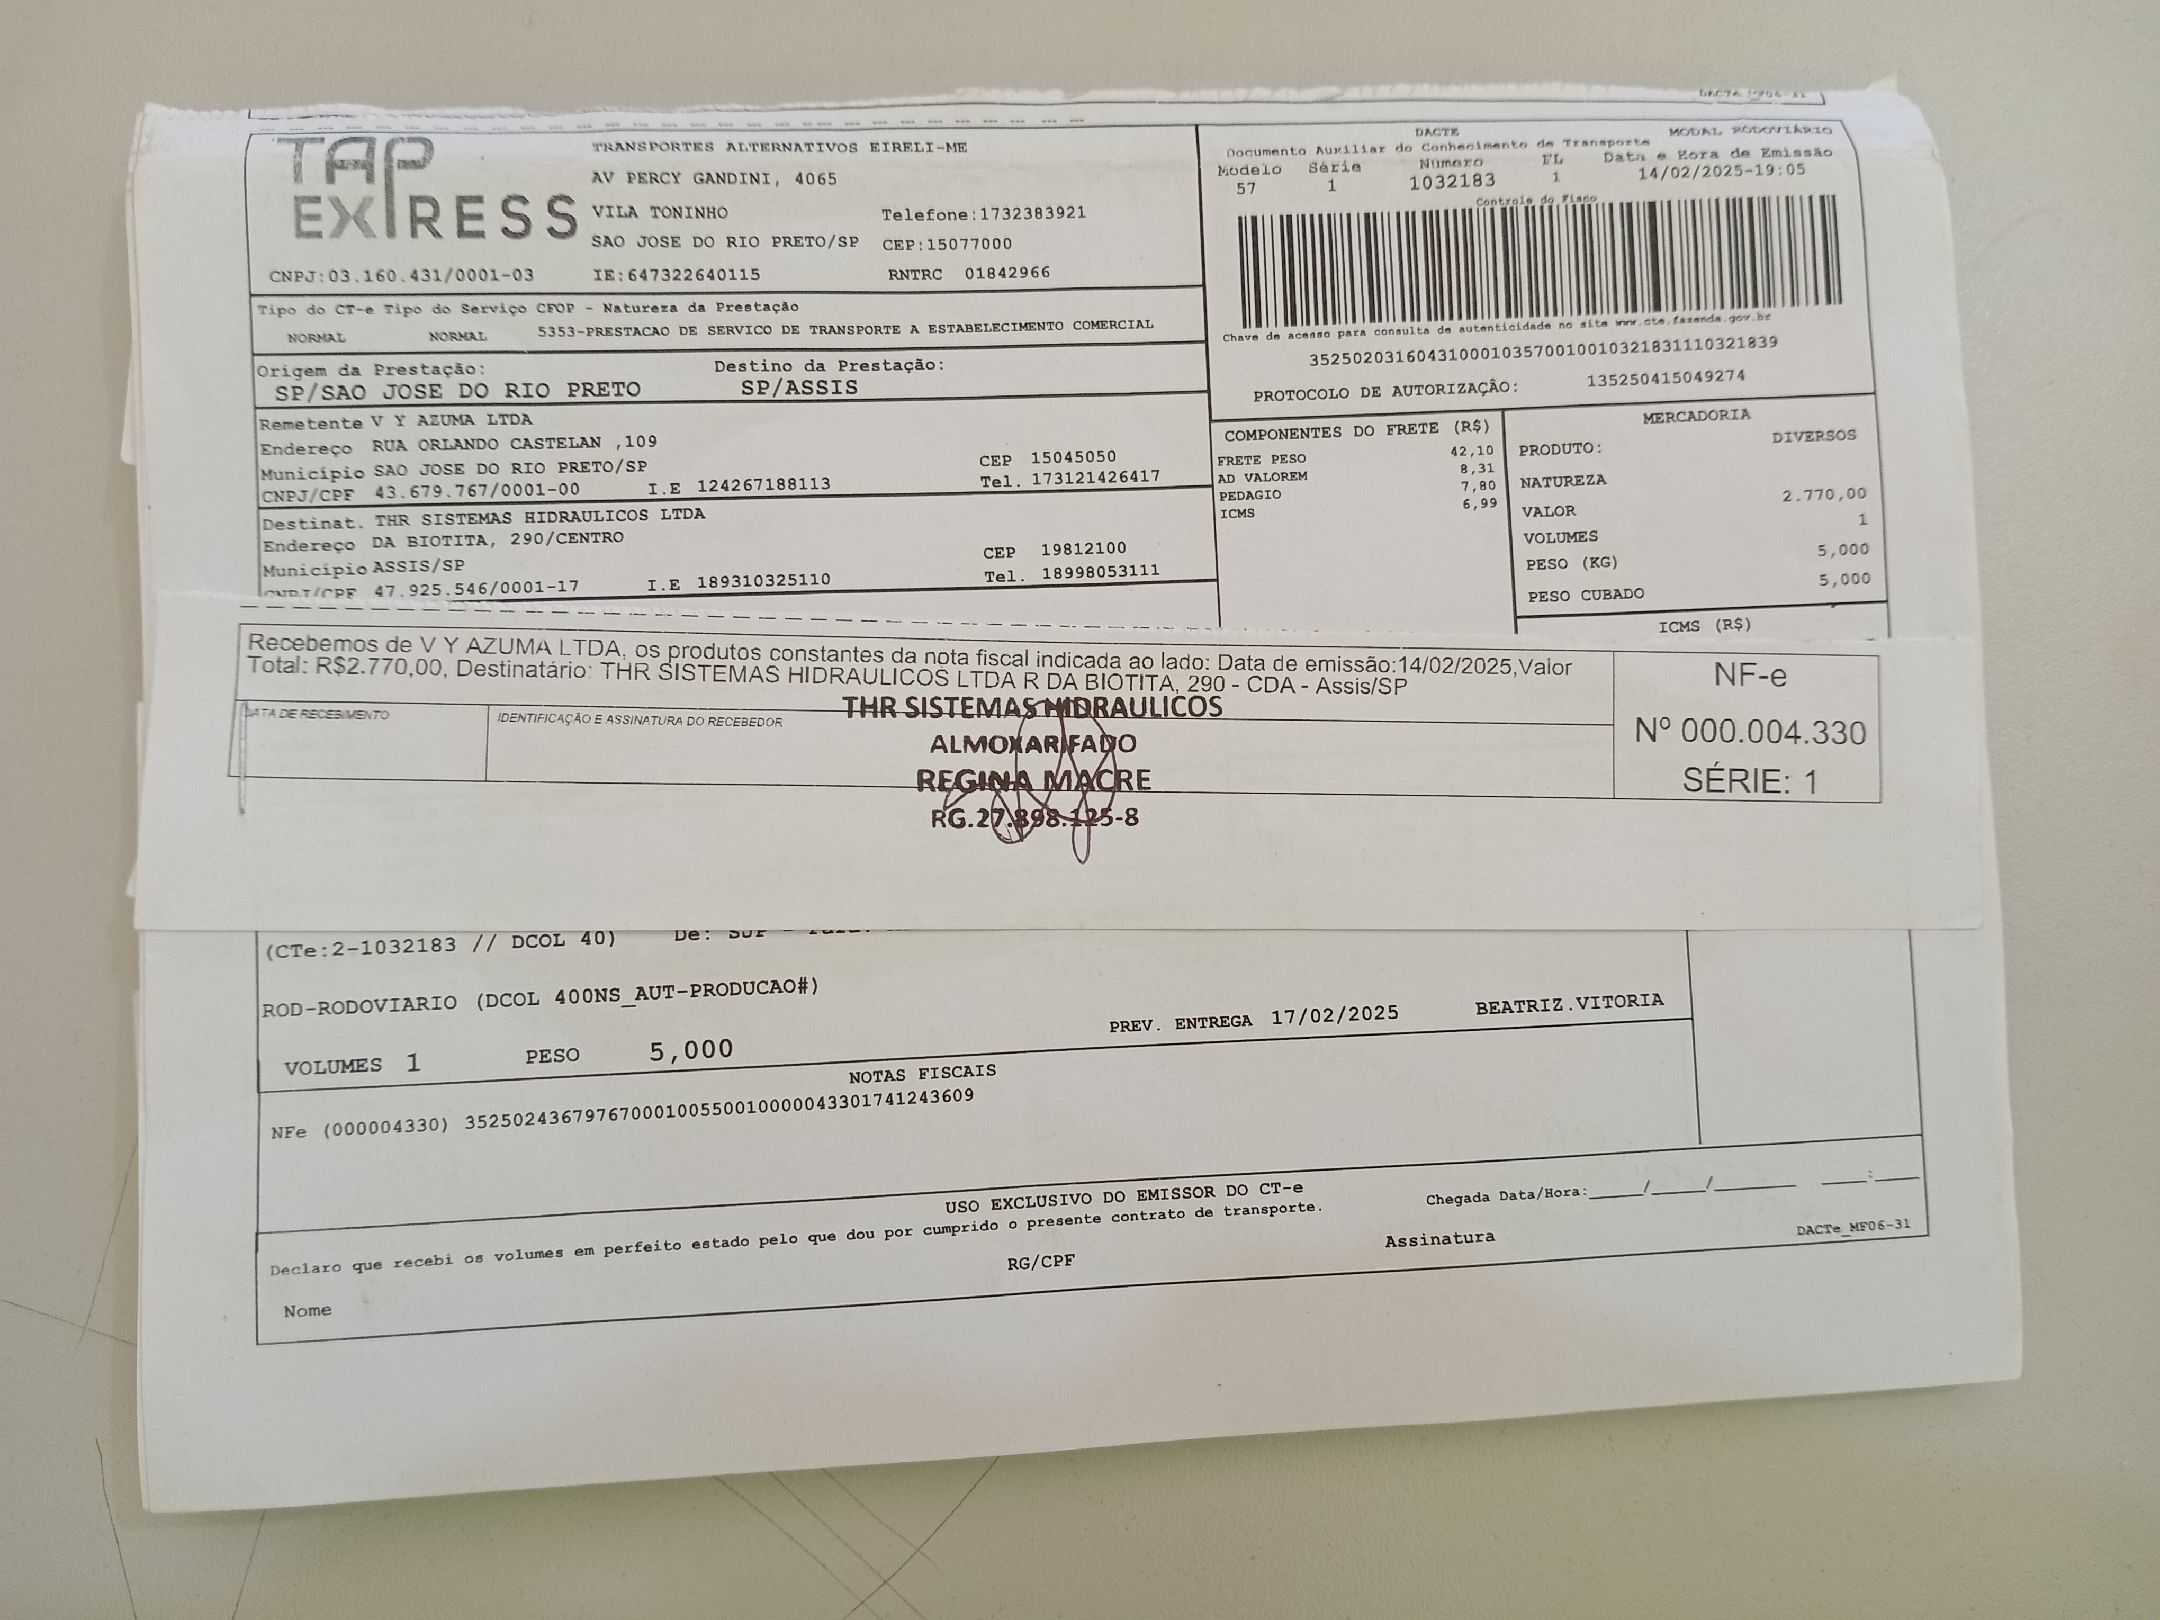 DACTe_MF06-31
TAP EXPRESS
TRANSPORTES ALTERNATIVOS EIRELI-ME
AV PERCY GANDINI, 4065
VILA TONINHO Telefone:1732383921
SAO JOSE DO RIO PRETO/SP CEP:15077000
CNPJ:03.160.431/0001-03 IE:647322640115 RNTRC 01842966
DACTE MODAL RODOVIÁRIO
Documento Auxiliar do Conhecimento de Transporte
Modelo Série Número FL Data e Hora de Emissão
57 1 1032183 1 14/02/2025-19:05
Controle do Fisco
Chave de acesso para consulta de autenticidade no site www.cte.fazenda.gov.br
35250203160431000103570010010321831110321839
PROTOCOLO DE AUTORIZAÇÃO: 135250415049274
Tipo do CT-e Tipo do Serviço CFOP - Natureza da Prestação
NORMAL NORMAL 5353-PRESTACAO DE SERVICO DE TRANSPORTE A ESTABELECIMENTO COMERCIAL
Origem da Prestação: Destino da Prestação:
SP/SAO JOSE DO RIO PRETO SP/ASSIS
Remetente V Y AZUMA LTDA
Endereço RUA ORLANDO CASTELAN ,109
Município SAO JOSE DO RIO PRETO/SP CEP 15045050
CNPJ/CPF 43.679.767/0001-00 I.E 124267188113 Tel. 173121426417
Destinat. THR SISTEMAS HIDRAULICOS LTDA
Endereço DA BIOTITA, 290/CENTRO
Município ASSIS/SP CEP 19812100
CNPJ/CPF 47.925.546/0001-17 I.E 189310325110 Tel. 18998053111
COMPONENTES DO FRETE (R$)
FRETE PESO 42,10
AD VALOREM 8,31
PEDAGIO 7,80
ICMS 6,99
MERCADORIA
PRODUTO: DIVERSOS
NATUREZA
VALOR 2.770,00
VOLUMES 1
PESO (KG) 5,000
PESO CUBADO 5,000
ICMS (R$)
Recebemos de V Y AZUMA LTDA, os produtos constantes da nota fiscal indicada ao lado: Data de emissão:14/02/2025,Valor
Total: R$2.770,00, Destinatário: THR SISTEMAS HIDRAULICOS LTDA R DA BIOTITA, 290 - CDA - Assis/SP
DATA DE RECEBIMENTO IDENTIFICAÇÃO E ASSINATURA DO RECEBEDOR
THR SISTEMAS HIDRAULICOS
ALMOXARIFADO
REGINA MACRE
RG.27.898.125-8
NF-e
Nº 000.004.330
SÉRIE: 1
(CTe:2-1032183 // DCOL 40) De: SUP -
ROD-RODOVIARIO (DCOL 400NS_AUT-PRODUCAO#)
VOLUMES 1 PESO 5,000 PREV. ENTREGA 17/02/2025 BEATRIZ.VITORIA
NOTAS FISCAIS
NFe (000004330) 35250243679767000100550010000043301741243609
USO EXCLUSIVO DO EMISSOR DO CT-e
Declaro que recebi os volumes em perfeito estado pelo que dou por cumprido o presente contrato de transporte.
Chegada Data/Hora:____/____/______ ___:___
Nome RG/CPF Assinatura
DACTe_MF06-31